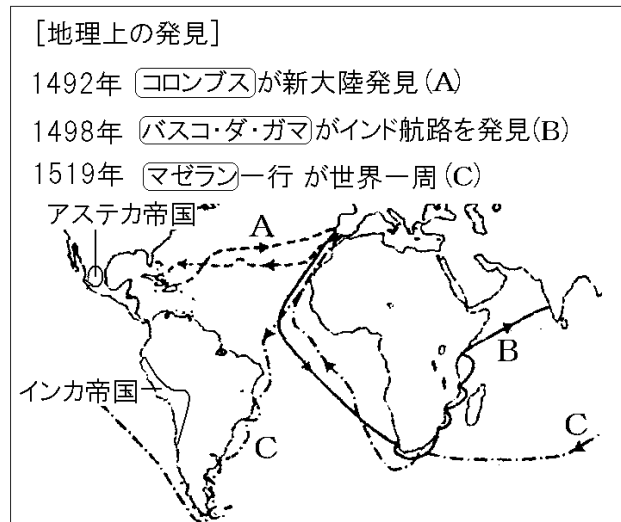 ［地理上の発見］
1492年 コロンブスが新大陸発見(A)
1498年 バスコ・ダ・ガマがインド航路を発見(B)
1519年 マゼラン一行 が世界一周(C)
アステカ帝国
A
B
インカ帝国
C
C